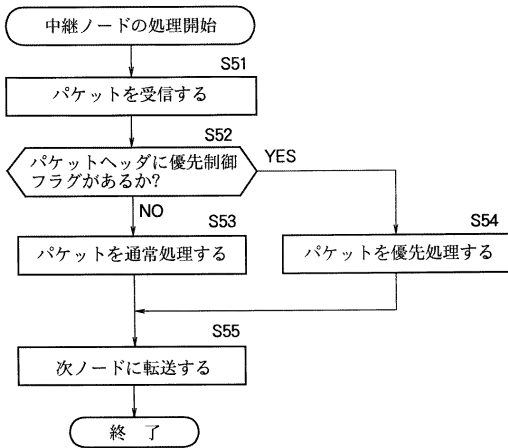 中継ノードの処理開始
S51
パケットを受信する
S52
パケットヘッダに優先制御
フラグがあるか?
YES
NO
S53
パケットを通常処理する
S54
パケットを優先処理する
S55
次ノードに転送する
終 了